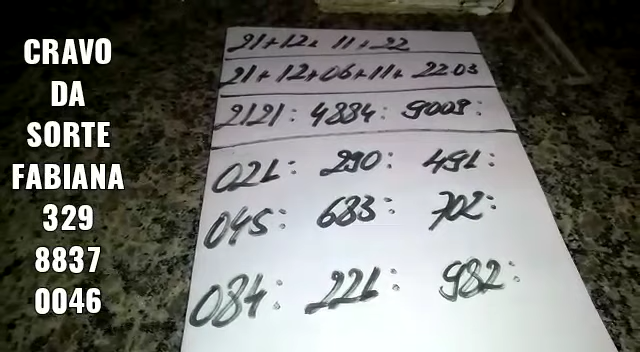 CRAVO
DA
SORTE
FABIANA
329
8837
0046
21+12+11+22
21+12+06+11+22.03
2121: 4884: 9009:
021: 290: 491:
045: 683: 702:
084: 221: 982: